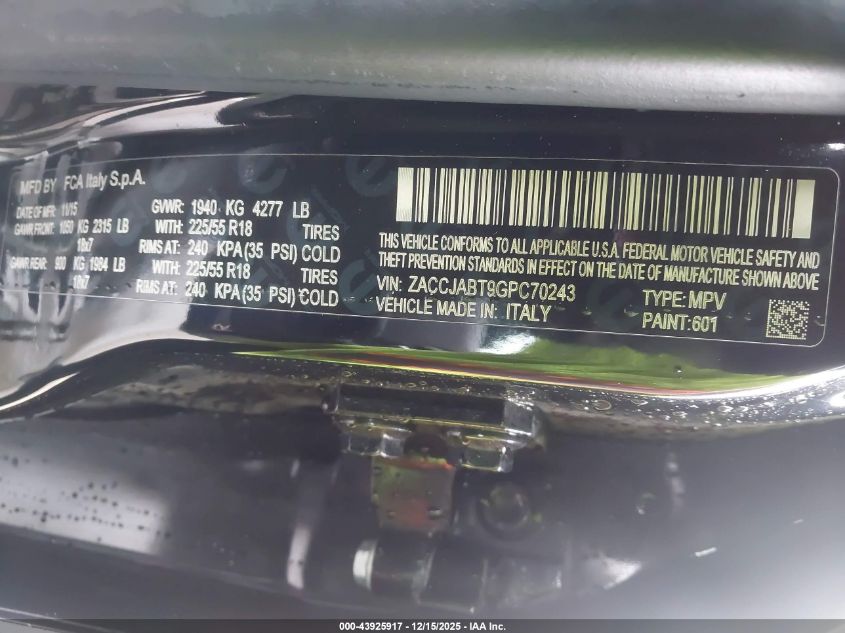 MFD BY FCA Italy S.p.A.
DATE OF MFR 11/15 GVWR: 1940 KG 4277 LB
GAWR FRONT: 1050 KG 2315 LB WITH: 225/55 R18 TIRES
18x7 RIMS AT: 240 KPA (35 PSI) COLD
GAWR REAR: 900 KG 1984 LB WITH: 225/55 R18 TIRES
18x7 RIMS AT: 240 KPA (35 PSI) COLD
THIS VEHICLE CONFORMS TO ALL APPLICABLE U.S.A. FEDERAL MOTOR VEHICLE SAFETY AND
THEFT PREVENTION STANDARDS IN EFFECT ON THE DATE OF MANUFACTURE SHOWN ABOVE
VIN: ZACCJABT9GPC70243 TYPE: MPV
VEHICLE MADE IN: ITALY PAINT:601
000-43925917 - 12/15/2025 - IAA Inc.